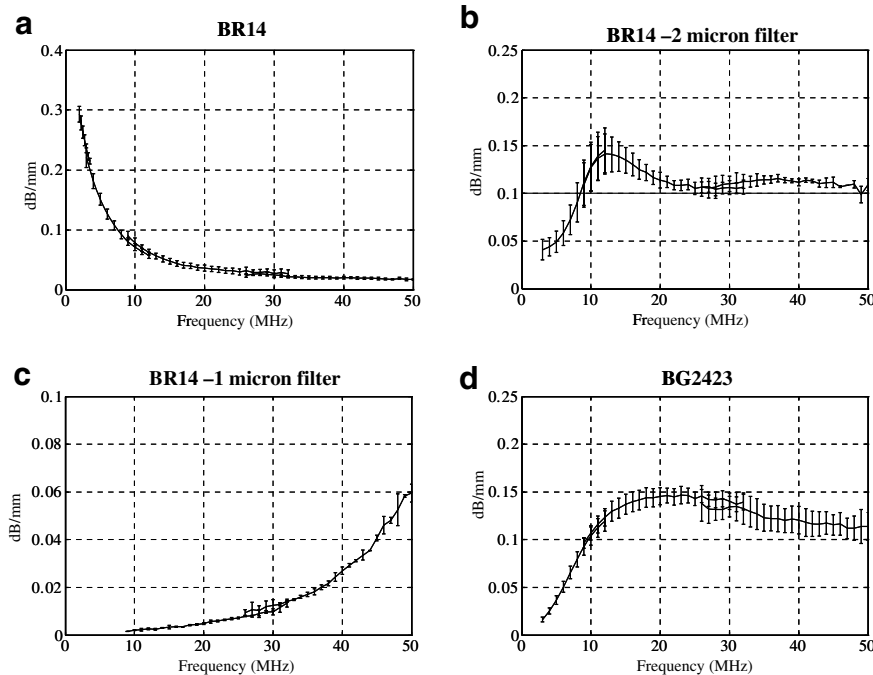 a
BR14
0.4
0.3
0.2
0.1
0
dB/mm
0
10
20
30
40
50
Frequency (MHz)
b
BR14 –2 micron filter
0.25
0.2
0.15
0.1
0.05
0
dB/mm
0
10
20
30
40
50
Frequency (MHz)
c
BR14 –1 micron filter
0.1
0.08
0.06
0.04
0.02
0
dB/mm
0
10
20
30
40
50
Frequency (MHz)
d
BG2423
0.25
0.2
0.15
0.1
0.05
0
dB/mm
0
10
20
30
40
50
Frequency (MHz)